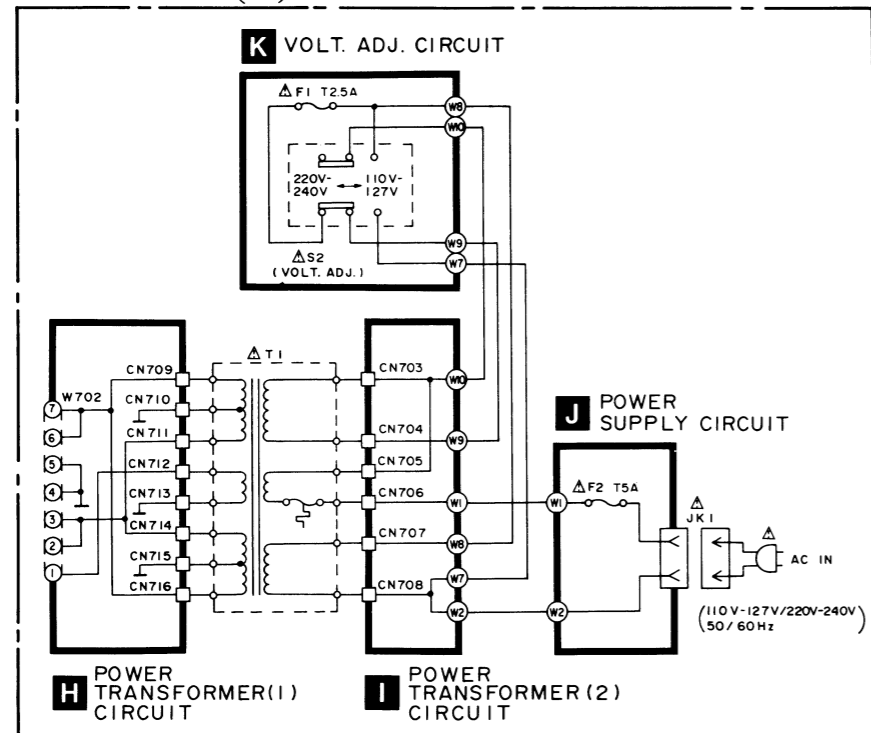 K VOLT. ADJ. CIRCUIT
⚠F1 T2.5A
W8
W10
220V-
240V
110V-
127V
W9
W7
⚠S2
(VOLT. ADJ.)
⚠T1
CN709
CN710
CN711
CN712
CN713
CN714
CN715
CN716
W702
7
6
5
4
3
2
1
CN703
CN704
CN705
CN706
CN707
CN708
W10
W9
W1
W8
W7
W2
J POWER
SUPPLY CIRCUIT
⚠F2 T5A
W1
W2
⚠
JK1
⚠
AC IN
(110V-127V/220V-240V)
50/60Hz
H POWER
TRANSFORMER(1)
CIRCUIT
I POWER
TRANSFORMER(2)
CIRCUIT